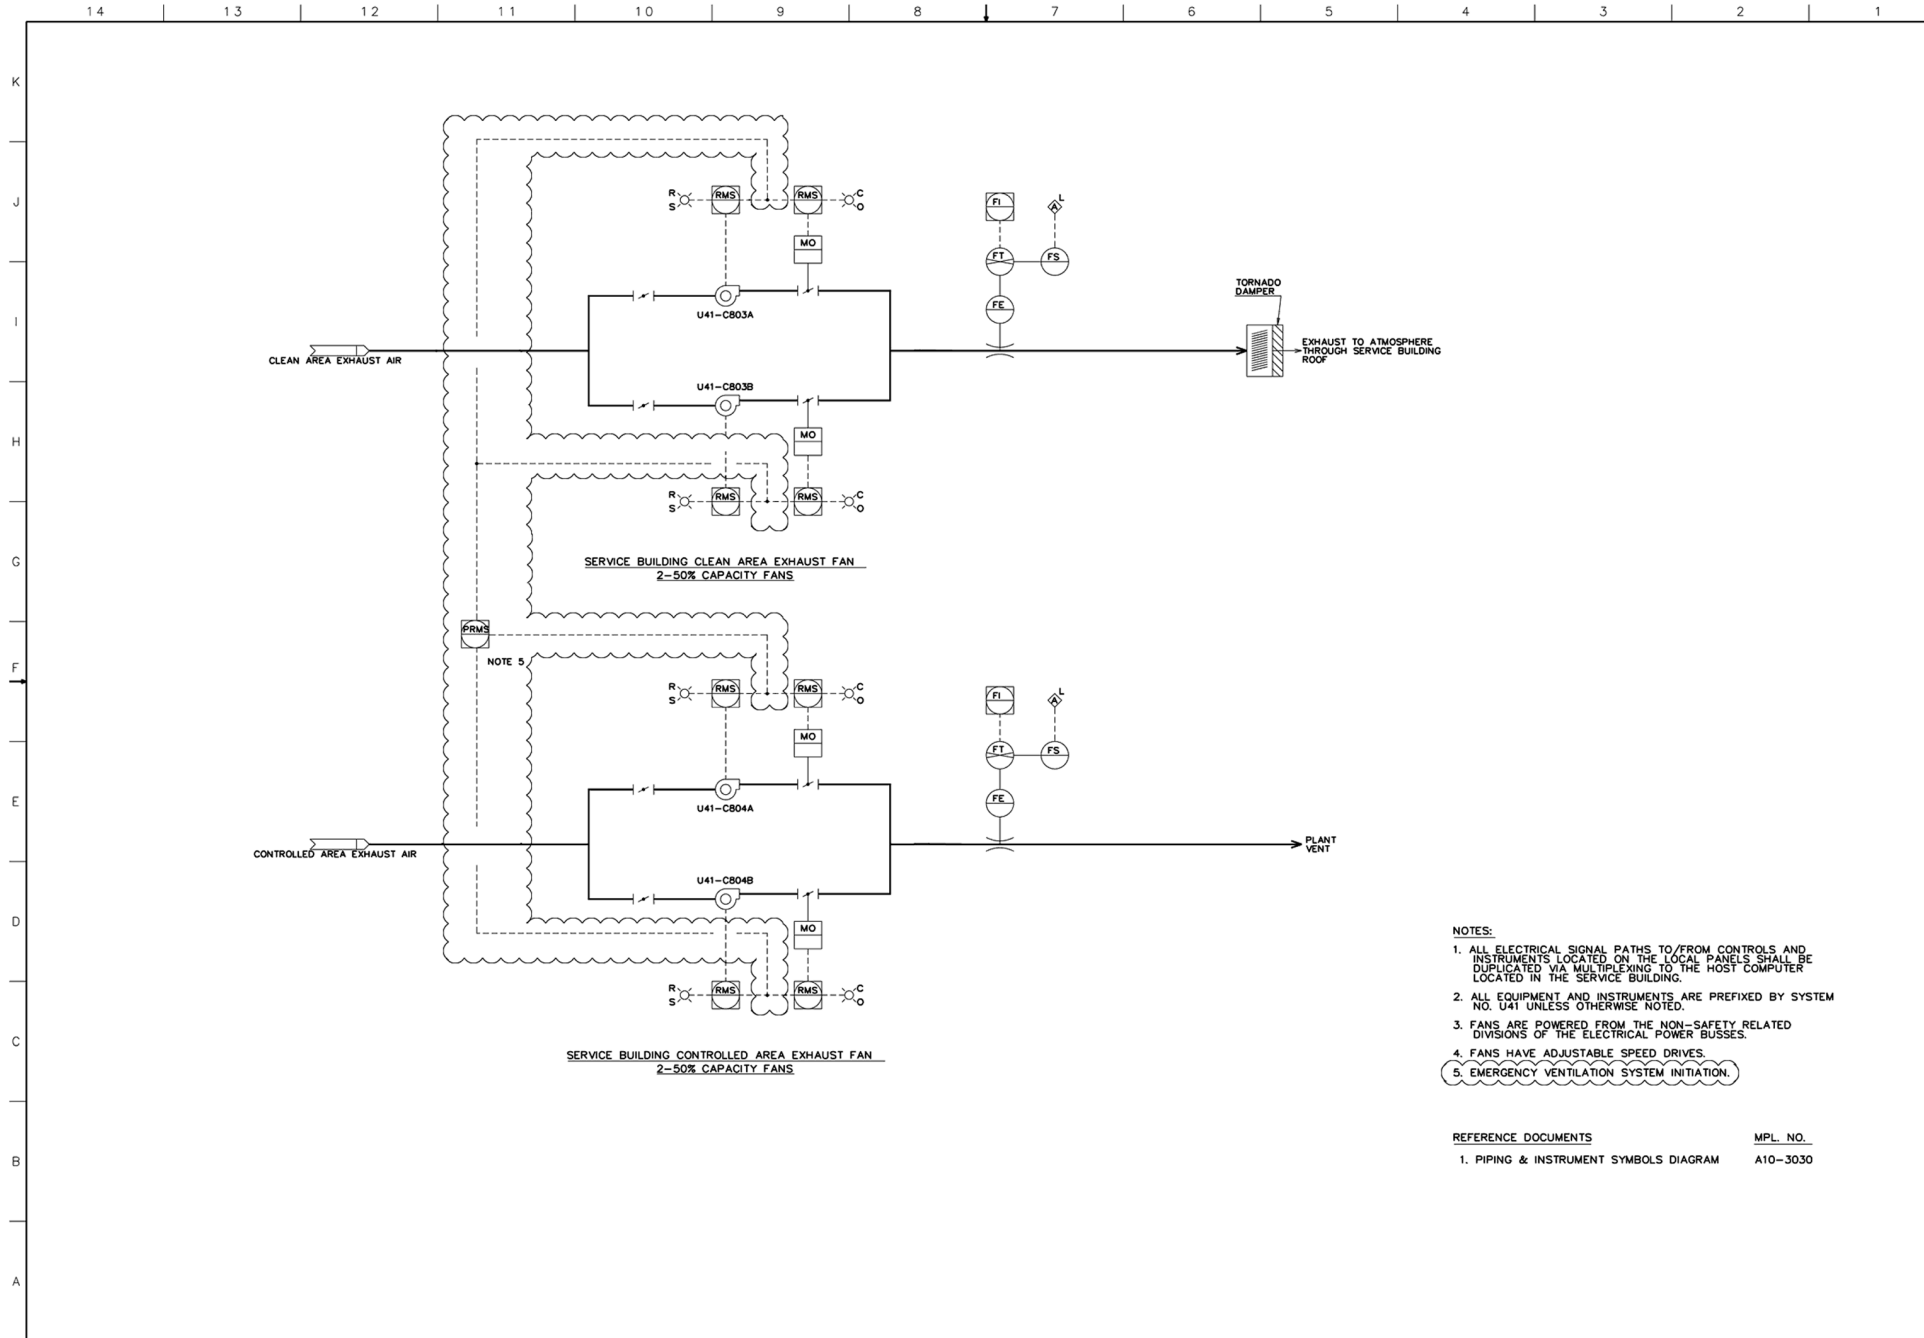 14 13 12 11 10 9 8 7 6 5 4 3 2 1
K
J
R
S
RMS
RMS
C
O
FI
A
L
MO
FT
FS
TORNADO
DAMPER
FE
I
U41-C803A
EXHAUST TO ATMOSPHERE
THROUGH SERVICE BUILDING
ROOF
CLEAN AREA EXHAUST AIR
U41-C803B
H
MO
R
S
RMS
RMS
C
O
G
SERVICE BUILDING CLEAN AREA EXHAUST FAN
2-50% CAPACITY FANS
PRMS
NOTE 5
F
R
S
RMS
RMS
C
O
FI
A
L
MO
FT
FS
E
FE
U41-C804A
PLANT
VENT
CONTROLLED AREA EXHAUST AIR
U41-C804B
D
MO
R
S
RMS
RMS
C
O
C
SERVICE BUILDING CONTROLLED AREA EXHAUST FAN
2-50% CAPACITY FANS
NOTES:
1. ALL ELECTRICAL SIGNAL PATHS TO/FROM CONTROLS AND
INSTRUMENTS LOCATED ON THE LOCAL PANELS SHALL BE
DUPLICATED VIA MULTIPLEXING TO THE HOST COMPUTER
LOCATED IN THE SERVICE BUILDING.
2. ALL EQUIPMENT AND INSTRUMENTS ARE PREFIXED BY SYSTEM
NO. U41 UNLESS OTHERWISE NOTED.
3. FANS ARE POWERED FROM THE NON-SAFETY RELATED
DIVISIONS OF THE ELECTRICAL POWER BUSSES.
4. FANS HAVE ADJUSTABLE SPEED DRIVES.
5. EMERGENCY VENTILATION SYSTEM INITIATION.
REFERENCE DOCUMENTS MPL. NO.
B
1. PIPING & INSTRUMENT SYMBOLS DIAGRAM A10-3030
A